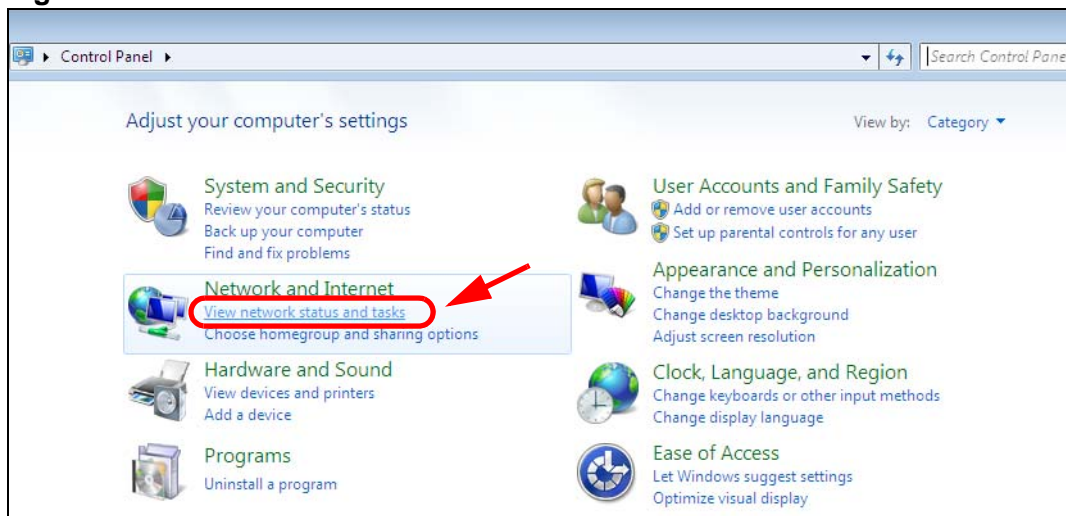 Control Panel
Search Control Pane
Adjust your computer's settings
View by: Category
System and Security
Review your computer's status
Back up your computer
Find and fix problems
Network and Internet
View network status and tasks
Choose homegroup and sharing options
Hardware and Sound
View devices and printers
Add a device
Programs
Uninstall a program
User Accounts and Family Safety
Add or remove user accounts
Set up parental controls for any user
Appearance and Personalization
Change the theme
Change desktop background
Adjust screen resolution
Clock, Language, and Region
Change keyboards or other input methods
Change display language
Ease of Access
Let Windows suggest settings
Optimize visual display